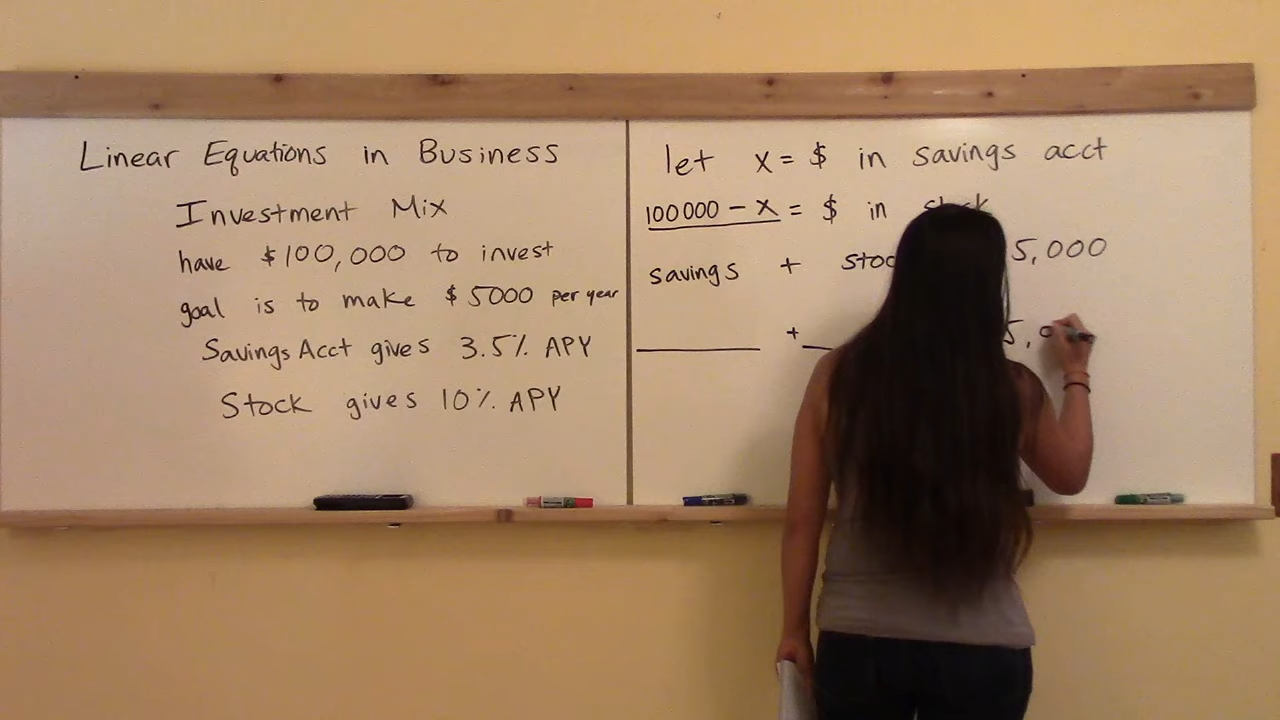 Linear Equations in Business
Investment Mix
have $100,000 to invest
goal is to make $5000 per year
Savings Acct gives 3.5% APY
Stock gives 10% APY
let x = $ in savings acct
100000 - x = $ in
savings + 5,000
+ 5,